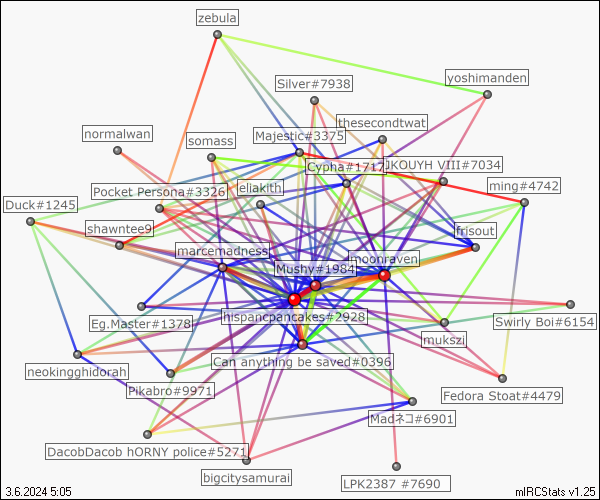 zebula
yoshimanden
Silver#7938
thesecondtwat
normalwan
somass
Majestic#3375
Cypha#1717
JKOUYH VIII#7034
ming#4742
Pocket Persona#3326
eliakith
Duck#1245
shawntee9
frisout
marcemadness
moonraven
Mushy#1984
hispancpancakes#2928
Eg.Master#1378
Swirly Boi#6154
mukszi
Can anything be saved#0396
neokingghidorah
Pikabro#9971
Fedora Stoat#4479
Madネコ#6901
DacobDacob hORNY police#5271
bigcitysamurai
LPK2387 #7690
3.6.2024 5:05
mIRCStats v1.25